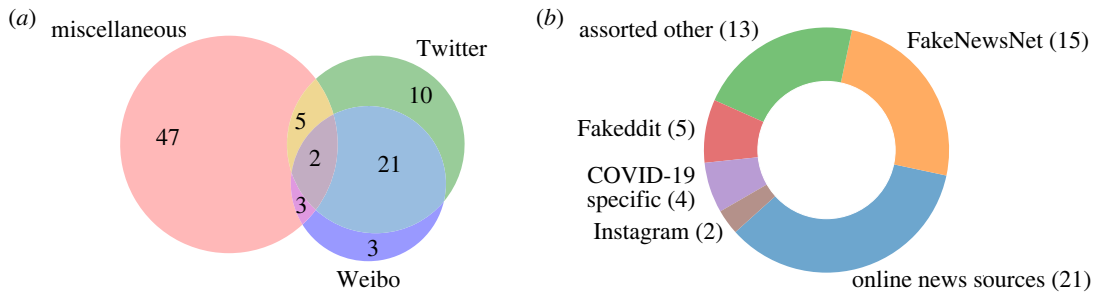 (a)
miscellaneous
Twitter
47
5
10
2
21
3
3
Weibo
(b)
assorted other (13)
FakeNewsNet (15)
Fakeddit (5)
COVID-19
specific (4)
Instagram (2)
online news sources (21)